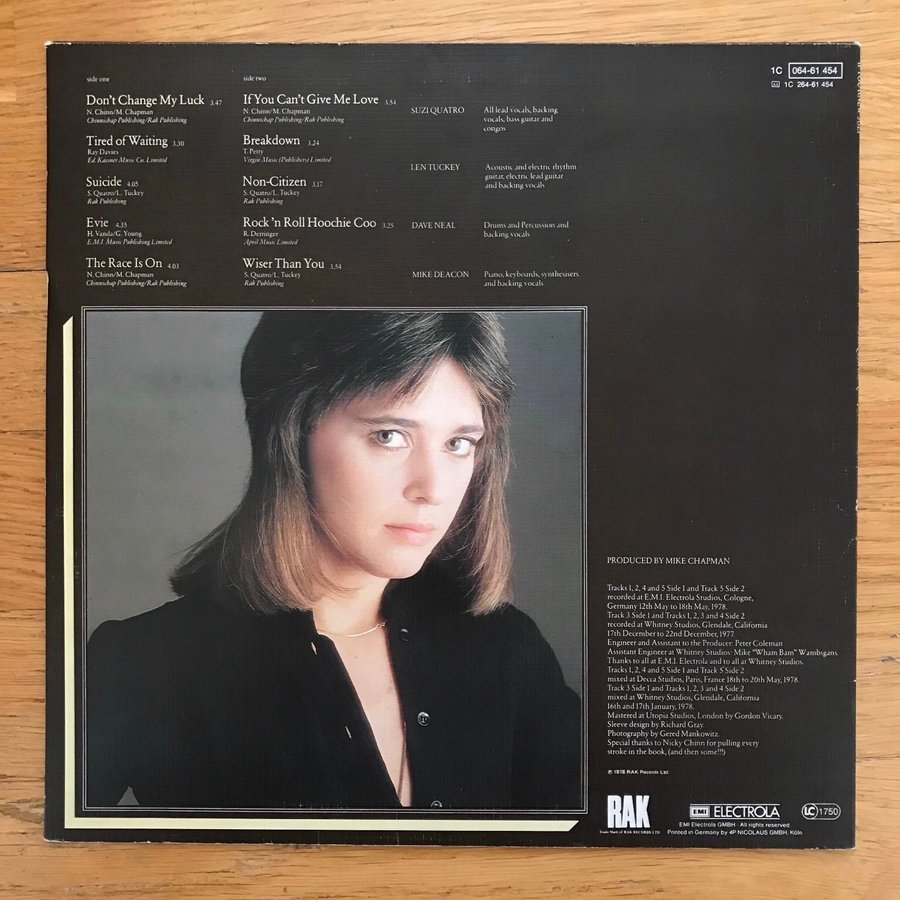 side one
Don't Change My Luck 3.47
N. Chinn/M. Chapman
Chinnichap Publishing/Rak Publishing
Tired of Waiting 3.30
Ray Davies
Ed. Kassner Music Co. Limited
Suicide 4.05
S. Quatro/L. Tuckey
Rak Publishing
Evie 4.35
H. Vanda/G. Young
E.M.I. Music Publishing Limited
The Race Is On 4.03
N. Chinn/M. Chapman
Chinnichap Publishing/Rak Publishing
side two
If You Can't Give Me Love 3.54
N. Chinn/M. Chapman
Chinnichap Publishing/Rak Publishing
Breakdown 3.24
T. Petty
Virgin Music (Publishers) Limited
Non-Citizen 3.17
S. Quatro/L. Tuckey
Rak Publishing
Rock 'n Roll Hoochie Coo 3.25
R. Derringer
April Music Limited
Wiser Than You 3.54
S. Quatro/L. Tuckey
Rak Publishing
1C 064-61 454
1C 264-61 454
SUZI QUATRO All lead vocals, backing
vocals, bass guitar and
congos
LEN TUCKEY Acoustic and electric rhythm
guitar, electric lead guitar
and backing vocals
DAVE NEAL Drums and Percussion and
backing vocals
MIKE DEACON Piano, keyboards, synthesisers
and backing vocals
PRODUCED BY MIKE CHAPMAN
Tracks 1, 2, 4 and 5 Side 1 and Track 5 Side 2
recorded at E.M.I. Electrola Studios, Cologne,
Germany 12th May to 18th May, 1978.
Track 3 Side 1 and Tracks 1, 2, 3 and 4 Side 2
recorded at Whitney Studios, Glendale, California
17th December to 22nd December, 1977.
Engineer and Assistant to the Producer: Peter Coleman
Assistant Engineer at Whitney Studios: Mike "Wham Bam" Wambsgans.
Thanks to all at E.M.I. Electrola and to all at Whitney Studios.
Tracks 1, 2, 4 and 5 Side 1 and Track 5 Side 2
mixed at Decca Studios, Paris, France 18th to 20th May, 1978.
Track 3 Side 1 and Tracks 1, 2, 3 and 4 Side 2
mixed at Whitney Studios, Glendale, California
16th and 17th January, 1978.
Mastered at Utopia Studios, London by Gordon Vicary.
Sleeve design by Richard Gray.
Photography by Gered Mankowitz.
Special thanks to Nicky Chinn for pulling every
stroke in the book, (and then some!!!)
℗ 1978 RAK Records Ltd.
RAK
Trade Mark of RAK RECORDS LTD
EMI ELECTROLA
LC 1750
EMI Electrola GMBH · All rights reserved
Printed in Germany by 4P NICOLAUS GMBH, Köln